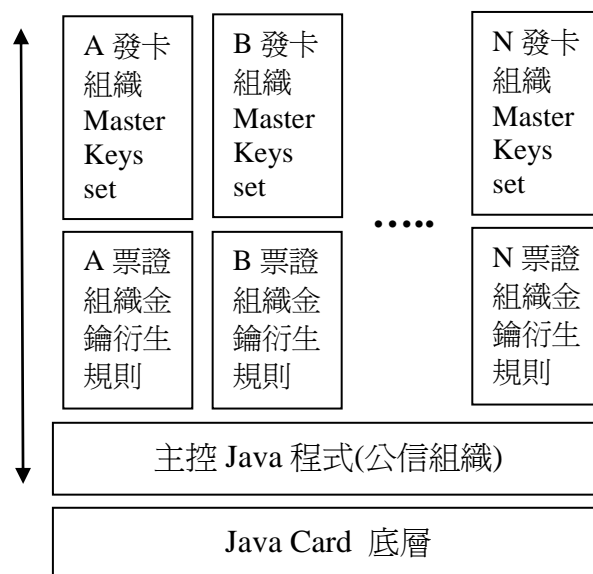 A 發卡
組織
Master
Keys
set
B 發卡
組織
Master
Keys
set
N 發卡
組織
Master
Keys
set
.....
A 票證
組織金
鑰衍生
規則
B 票證
組織金
鑰衍生
規則
N 票證
組織金
鑰衍生
規則
主控 Java 程式(公信組織)
Java Card 底層